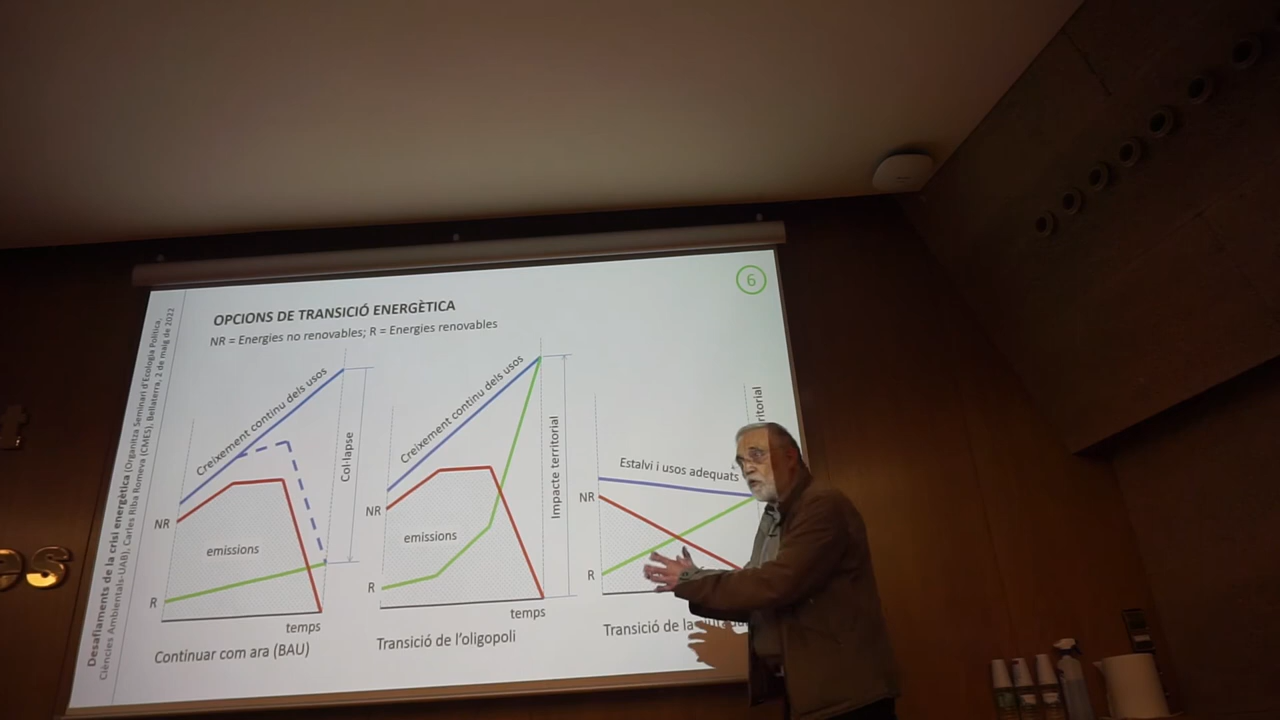 6
OPCIONS DE TRANSICIÓ ENERGÈTICA
NR = Energies no renovables; R = Energies renovables
Desafiaments de la crisi energètica (Organitza Seminari d'Ecologia Política,
Ciències Ambientals-UAB), Carles Riba Romeva (CMES), Bellaterra, 2 de maig de 2022
Creixement continu dels usos
Col·lapse
NR
emissions
R
temps
Continuar com ara (BAU)
Creixement continu dels usos
Impacte territorial
NR
emissions
R
temps
Transició de l'oligopoli
Estalvi i usos adequats
NR
R
Transició de la